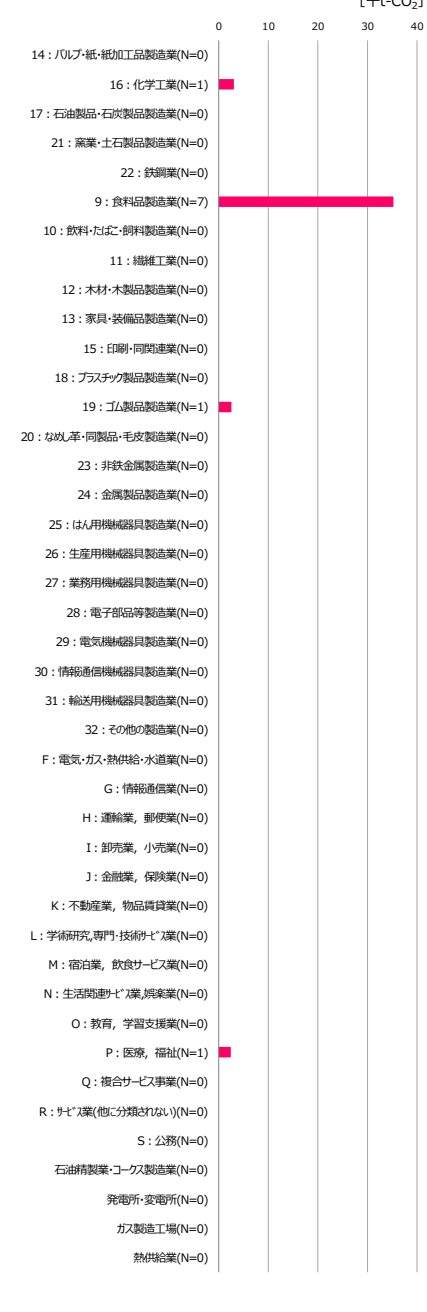 [千t-CO₂]
0 10 20 30 40
14：パルプ・紙・紙加工品製造業(N=0)
16：化学工業(N=1)
17：石油製品・石炭製品製造業(N=0)
21：窯業・土石製品製造業(N=0)
22：鉄鋼業(N=0)
9：食料品製造業(N=7)
10：飲料・たばこ・飼料製造業(N=0)
11：繊維工業(N=0)
12：木材・木製品製造業(N=0)
13：家具・装備品製造業(N=0)
15：印刷・同関連業(N=0)
18：プラスチック製品製造業(N=0)
19：ゴム製品製造業(N=1)
20：なめし革・同製品・毛皮製造業(N=0)
23：非鉄金属製造業(N=0)
24：金属製品製造業(N=0)
25：はん用機械器具製造業(N=0)
26：生産用機械器具製造業(N=0)
27：業務用機械器具製造業(N=0)
28：電子部品等製造業(N=0)
29：電気機械器具製造業(N=0)
30：情報通信機械器具製造業(N=0)
31：輸送用機械器具製造業(N=0)
32：その他の製造業(N=0)
F：電気・ガス・熱供給・水道業(N=0)
G：情報通信業(N=0)
H：運輸業，郵便業(N=0)
I：卸売業，小売業(N=0)
J：金融業，保険業(N=0)
K：不動産業，物品賃貸業(N=0)
L：学術研究,専門・技術ｻｰﾋﾞｽ業(N=0)
M：宿泊業，飲食サービス業(N=0)
N：生活関連ｻｰﾋﾞｽ業,娯楽業(N=0)
O：教育，学習支援業(N=0)
P：医療，福祉(N=1)
Q：複合サービス事業(N=0)
R：ｻｰﾋﾞｽ業(他に分類されない)(N=0)
S：公務(N=0)
石油精製業・コークス製造業(N=0)
発電所・変電所(N=0)
ガス製造工場(N=0)
熱供給業(N=0)